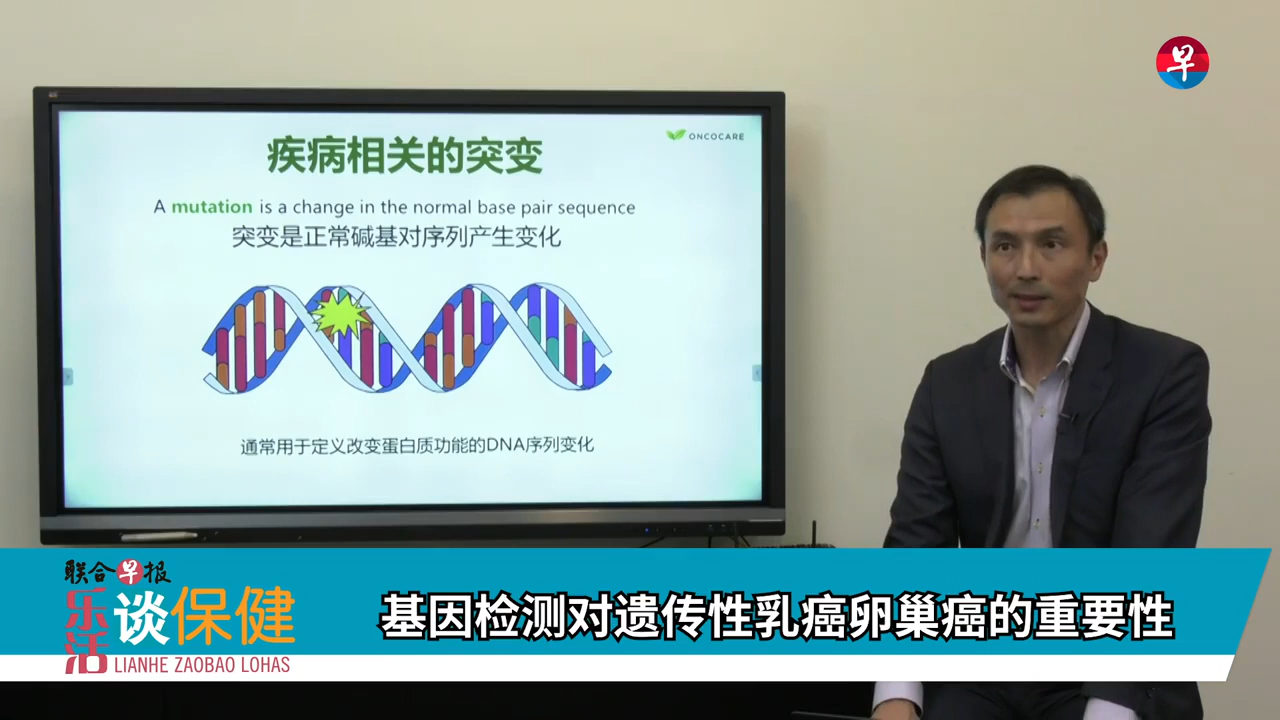 早
疾病相关的突变
ONCOCARE
A mutation is a change in the normal base pair sequence
突变是正常碱基对序列产生变化
通常用于定义改变蛋白质功能的DNA序列变化
联合早报
乐活谈保健
LIANHE ZAOBAO LOHAS
基因检测对遗传性乳癌卵巢癌的重要性